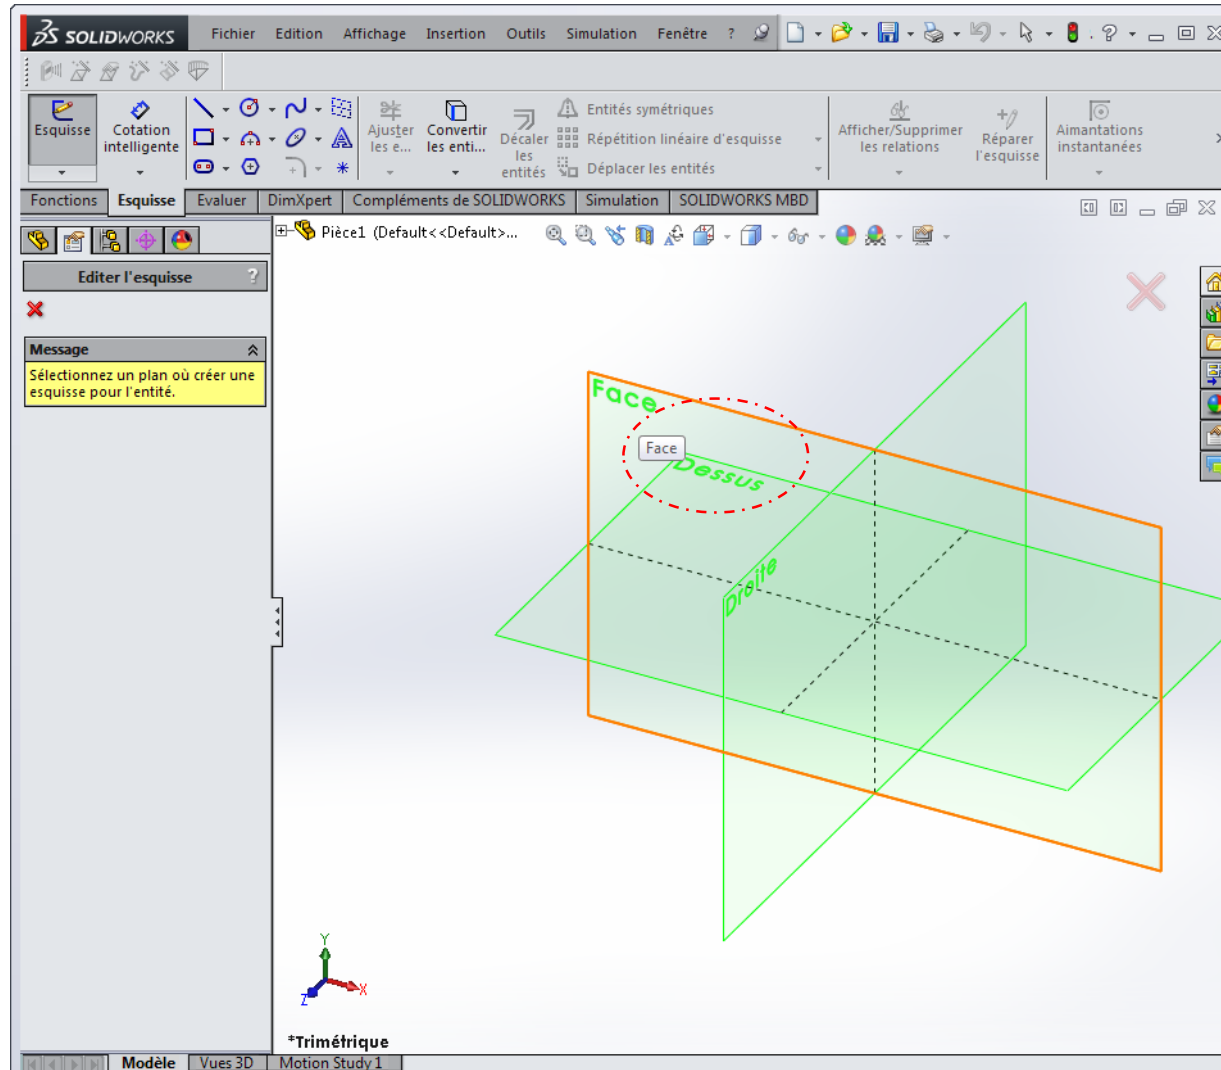 SOLIDWORKS Fichier Edition Affichage Insertion Outils Simulation Fenêtre ?
Esquisse
Cotation
intelligente
Ajuster
les e...
Convertir
les enti...
Décaler
les
entités
Entités symétriques
Répétition linéaire d'esquisse
Déplacer les entités
Afficher/Supprimer
les relations
Réparer
l'esquisse
Aimantations
instantanées
Fonctions Esquisse Evaluer DimXpert Compléments de SOLIDWORKS Simulation SOLIDWORKS MBD
Pièce1 (Default<<Default>...
Editer l'esquisse ?
Message
Sélectionnez un plan où créer une
esquisse pour l'entité.
Face
Face
Dessus
Droite
Y
X
Z
*Trimétrique
Modèle Vues 3D Motion Study 1